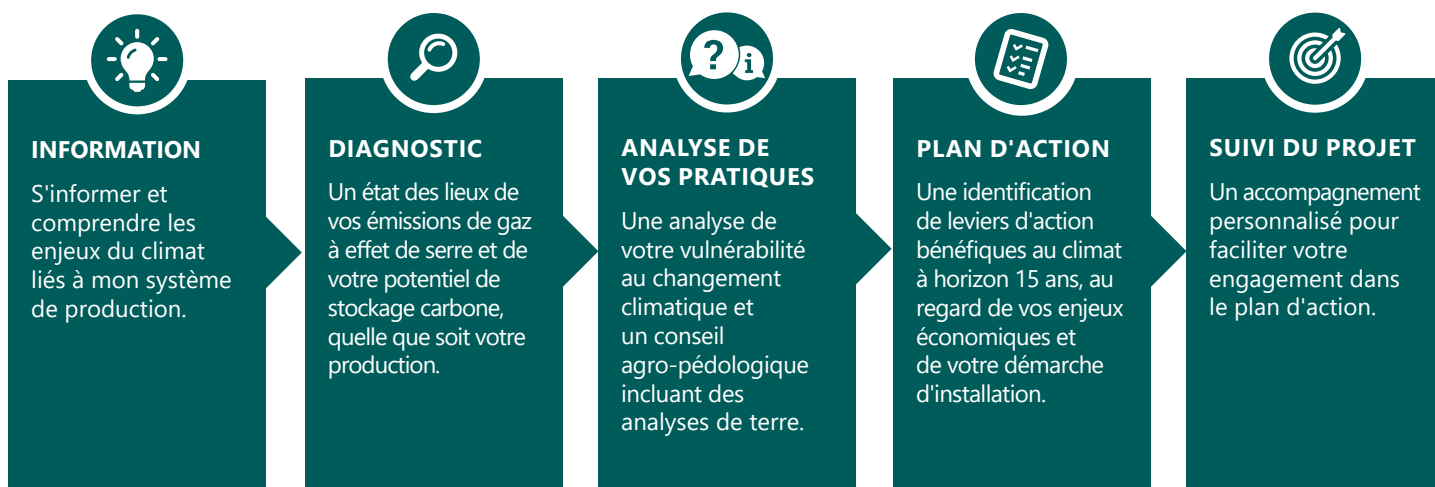 INFORMATION
S'informer et
comprendre les
enjeux du climat
liés à mon système
de production.
DIAGNOSTIC
Un état des lieux de
vos émissions de gaz
à effet de serre et de
votre potentiel de
stockage carbone,
quelle que soit votre
production.
?
i
ANALYSE DE
VOS PRATIQUES
Une analyse de
votre vulnérabilité
au changement
climatique et
un conseil
agro-pédologique
incluant des
analyses de terre.
PLAN D'ACTION
Une identification
de leviers d'action
bénéfiques au climat
à horizon 15 ans, au
regard de vos enjeux
économiques et
de votre démarche
d'installation.
SUIVI DU PROJET
Un accompagnement
personnalisé pour
faciliter votre
engagement dans
le plan d'action.